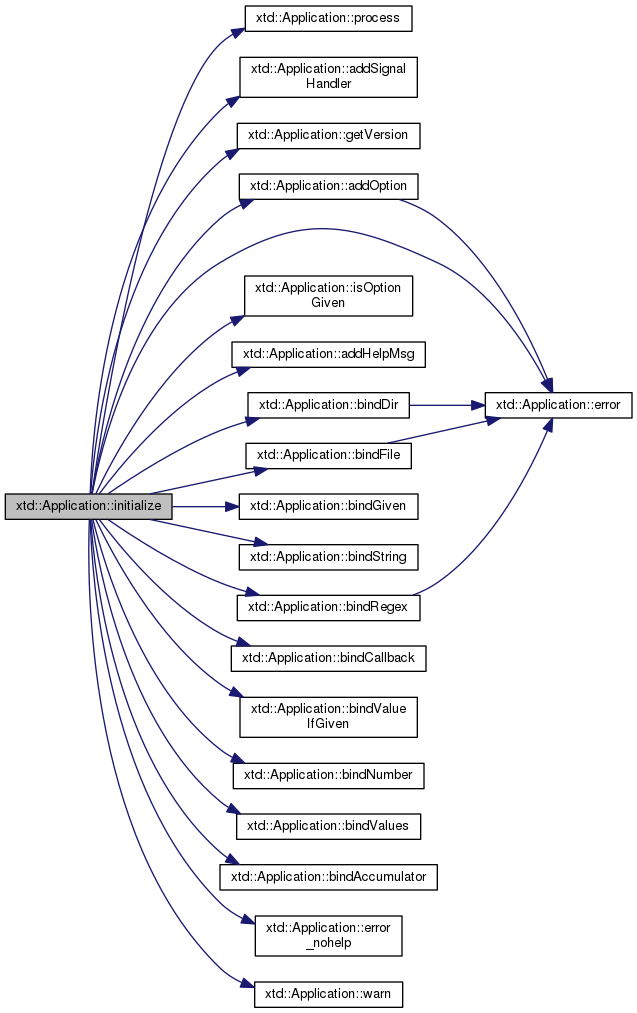 xtd::Application::process
xtd::Application::addSignal
Handler
xtd::Application::getVersion
xtd::Application::addOption
xtd::Application::isOption
Given
xtd::Application::addHelpMsg
xtd::Application::bindDir
xtd::Application::error
xtd::Application::bindFile
xtd::Application::initialize
xtd::Application::bindGiven
xtd::Application::bindString
xtd::Application::bindRegex
xtd::Application::bindCallback
xtd::Application::bindValue
IfGiven
xtd::Application::bindNumber
xtd::Application::bindValues
xtd::Application::bindAccumulator
xtd::Application::error
_nohelp
xtd::Application::warn